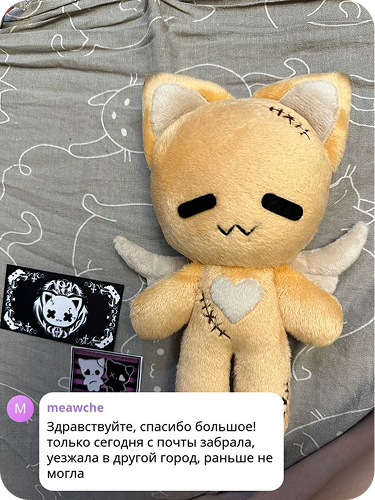 M
meawche
Здравствуйте, спасибо большое!
только сегодня с почты забрала,
уезжала в другой город, раньше не
могла